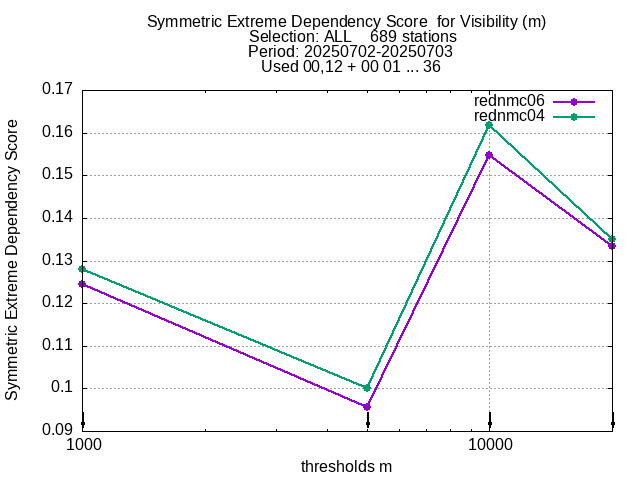 Symmetric Extreme Dependency Score  for Visibility (m)
Selection: ALL    689 stations
Period: 20250702-20250703
Used 00,12 + 00 01 ... 36
rednmc06
rednmc04
Symmetric Extreme Dependency Score
0.17
0.16
0.15
0.14
0.13
0.12
0.11
0.1
0.09
1000
10000
thresholds m